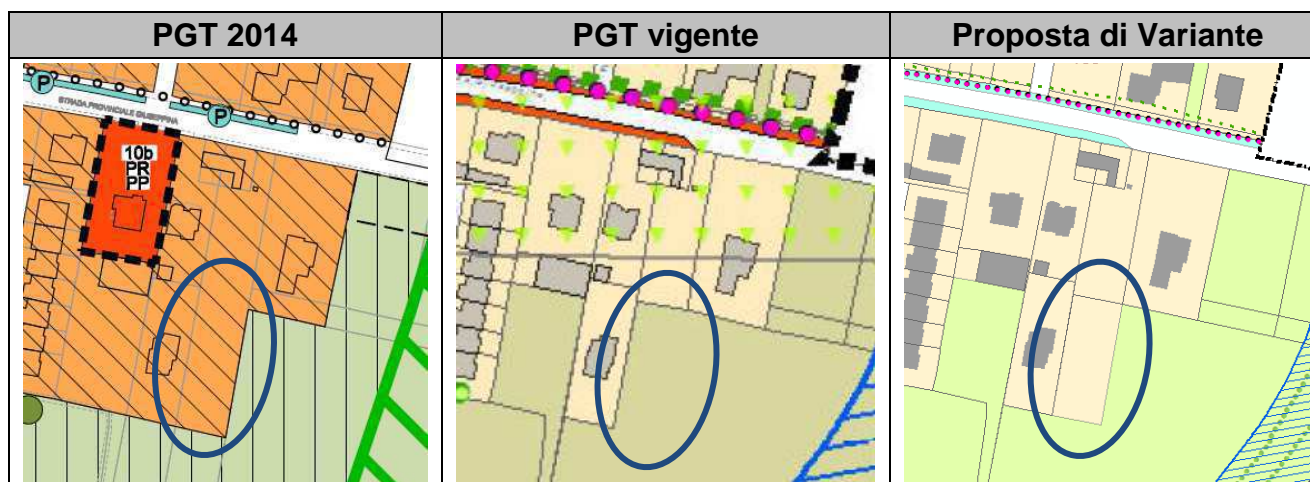 PGT 2014
PGT vigente
Proposta di Variante
P
STRADA PROVINCIALE GIUSEPPINA
P
10b
PR
PP